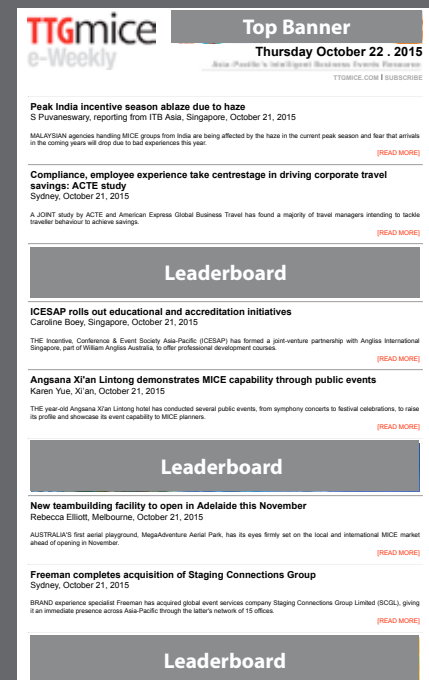 TTGmice
e-Weekly
Top Banner
Thursday October 22 . 2015
Asia-Pacific's Intelligent Business Events Resource
TTGMICE.COM | SUBSCRIBE
Peak India incentive season ablaze due to haze
S Puvaneswary, reporting from ITB Asia, Singapore, October 21, 2015
MALAYSIAN agencies handling MICE groups from India are being affected by the haze in the current peak season and fear that arrivals
in the coming years will drop due to bad experiences this year.
[READ MORE]
Compliance, employee experience take centrestage in driving corporate travel
savings: ACTE study
Sydney, October 21, 2015
A JOINT study by ACTE and American Express Global Business Travel has found a majority of travel managers intending to tackle
traveller behaviour to achieve savings.
[READ MORE]
Leaderboard
ICESAP rolls out educational and accreditation initiatives
Caroline Boey, Singapore, October 21, 2015
THE Incentive, Conference & Event Society Asia-Pacific (ICESAP) has formed a joint-venture partnership with Angliss International
Singapore, part of William Angliss Australia, to offer professional development courses.
[READ MORE]
Angsana Xi'an Lintong demonstrates MICE capability through public events
Karen Yue, Xi'an, October 21, 2015
THE year-old Angsana Xi'an Lintong hotel has conducted several public events, from symphony concerts to festival celebrations, to raise
its profile and showcase its event capability to MICE planners.
[READ MORE]
Leaderboard
New teambuilding facility to open in Adelaide this November
Rebecca Elliott, Melbourne, October 21, 2015
AUSTRALIA'S first aerial playground, MegaAdventure Aerial Park, has its eyes firmly set on the local and international MICE market
ahead of opening in November.
[READ MORE]
Freeman completes acquisition of Staging Connections Group
Sydney, October 21, 2015
BRAND experience specialist Freeman has acquired global event services company Staging Connections Group Limited (SCGL), giving
it an immediate presence across Asia-Pacific through the latter's network of 15 offices.
[READ MORE]
Leaderboard